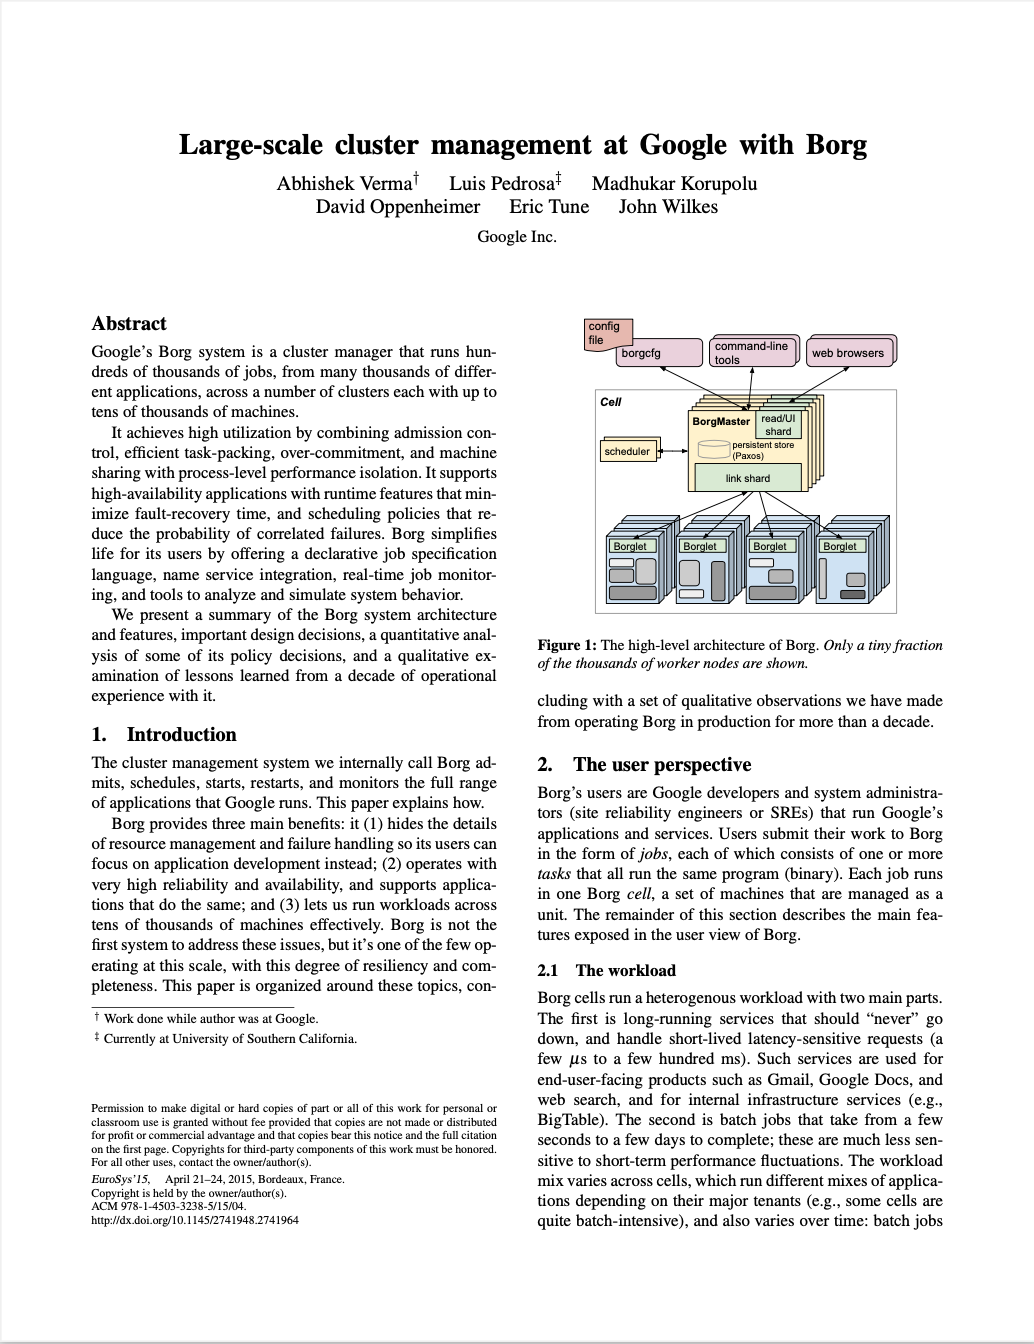 Large-scale cluster management at Google with Borg
Abhishek Verma† Luis Pedrosa‡ Madhukar Korupolu
David Oppenheimer Eric Tune John Wilkes
Google Inc.
Abstract
Google's Borg system is a cluster manager that runs hun-
dreds of thousands of jobs, from many thousands of differ-
ent applications, across a number of clusters each with up to
tens of thousands of machines.
It achieves high utilization by combining admission con-
trol, efficient task-packing, over-commitment, and machine
sharing with process-level performance isolation. It supports
high-availability applications with runtime features that min-
imize fault-recovery time, and scheduling policies that re-
duce the probability of correlated failures. Borg simplifies
life for its users by offering a declarative job specification
language, name service integration, real-time job monitor-
ing, and tools to analyze and simulate system behavior.
We present a summary of the Borg system architecture
and features, important design decisions, a quantitative anal-
ysis of some of its policy decisions, and a qualitative ex-
amination of lessons learned from a decade of operational
experience with it.
1. Introduction
The cluster management system we internally call Borg ad-
mits, schedules, starts, restarts, and monitors the full range
of applications that Google runs. This paper explains how.
Borg provides three main benefits: it (1) hides the details
of resource management and failure handling so its users can
focus on application development instead; (2) operates with
very high reliability and availability, and supports applica-
tions that do the same; and (3) lets us run workloads across
tens of thousands of machines effectively. Borg is not the
first system to address these issues, but it's one of the few op-
erating at this scale, with this degree of resiliency and com-
pleteness. This paper is organized around these topics, con-
† Work done while author was at Google.
‡ Currently at University of Southern California.
Permission to make digital or hard copies of part or all of this work for personal or
classroom use is granted without fee provided that copies are not made or distributed
for profit or commercial advantage and that copies bear this notice and the full citation
on the first page. Copyrights for third-party components of this work must be honored.
For all other uses, contact the owner/author(s).
EuroSys'15, April 21–24, 2015, Bordeaux, France.
Copyright is held by the owner/author(s).
ACM 978-1-4503-3238-5/15/04.
http://dx.doi.org/10.1145/2741948.2741964
config
file
borgcfg
command-line
tools
web browsers
Cell
BorgMaster
read/UI
shard
persistent store
(Paxos)
scheduler
link shard
Borglet
Borglet
Borglet
Borglet
Figure 1: The high-level architecture of Borg. Only a tiny fraction
of the thousands of worker nodes are shown.
cluding with a set of qualitative observations we have made
from operating Borg in production for more than a decade.
2. The user perspective
Borg's users are Google developers and system administra-
tors (site reliability engineers or SREs) that run Google's
applications and services. Users submit their work to Borg
in the form of jobs, each of which consists of one or more
tasks that all run the same program (binary). Each job runs
in one Borg cell, a set of machines that are managed as a
unit. The remainder of this section describes the main fea-
tures exposed in the user view of Borg.
2.1 The workload
Borg cells run a heterogenous workload with two main parts.
The first is long-running services that should “never” go
down, and handle short-lived latency-sensitive requests (a
few μs to a few hundred ms). Such services are used for
end-user-facing products such as Gmail, Google Docs, and
web search, and for internal infrastructure services (e.g.,
BigTable). The second is batch jobs that take from a few
seconds to a few days to complete; these are much less sen-
sitive to short-term performance fluctuations. The workload
mix varies across cells, which run different mixes of applica-
tions depending on their major tenants (e.g., some cells are
quite batch-intensive), and also varies over time: batch jobs